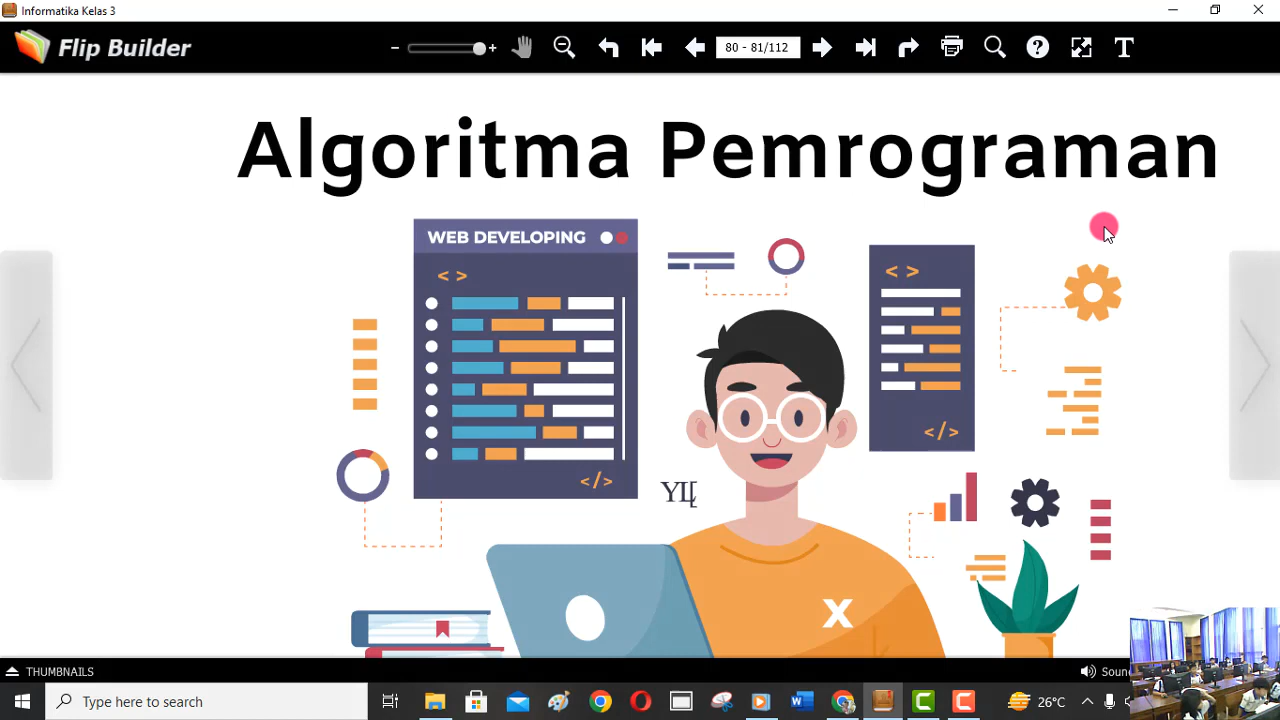 Informatika Kelas 3
Flip Builder
80 - 81/112
T
Algoritma Pemrograman
WEB DEVELOPING
< >
< >
</>
</>
X
THUMBNAILS
Type here to search
26°C